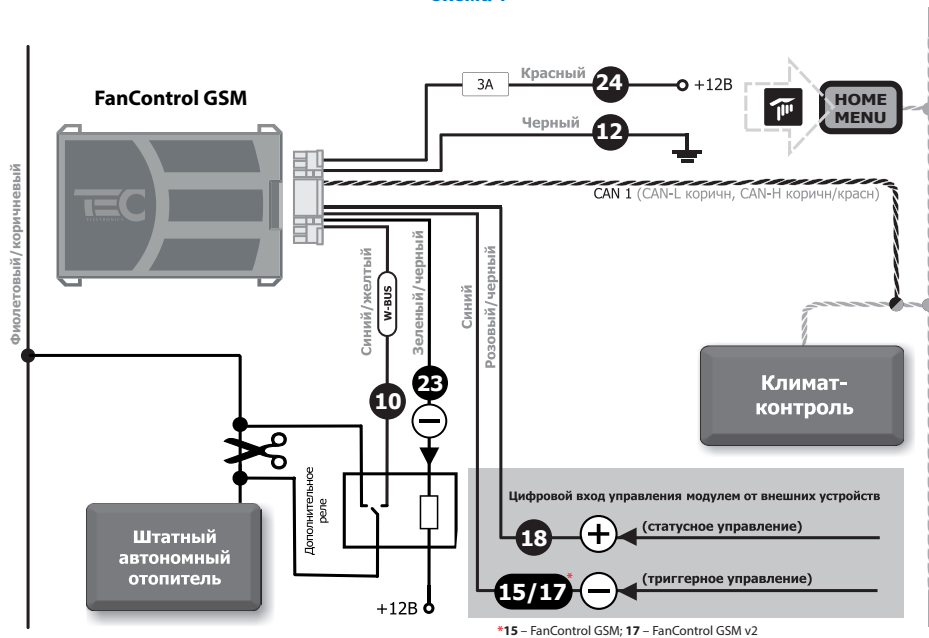 FanControl GSM
3А
Красный
24
+12В
Черный
12
HOME
MENU
CAN 1 (CAN-L коричн, CAN-H коричн/красн)
TEC
ELECTRONICS
Фиолетовый/коричневый
Синий/желтый
W-BUS
Зеленый/черный
Синий
Розовый/черный
10
23
Климат-
контроль
Дополнительное
реле
Штатный
автономный
отопитель
+12В
Цифровой вход управления модулем от внешних устройств
18
(статусное управление)
15/17*
(триггерное управление)
*15 – FanControl GSM; 17 – FanControl GSM v2